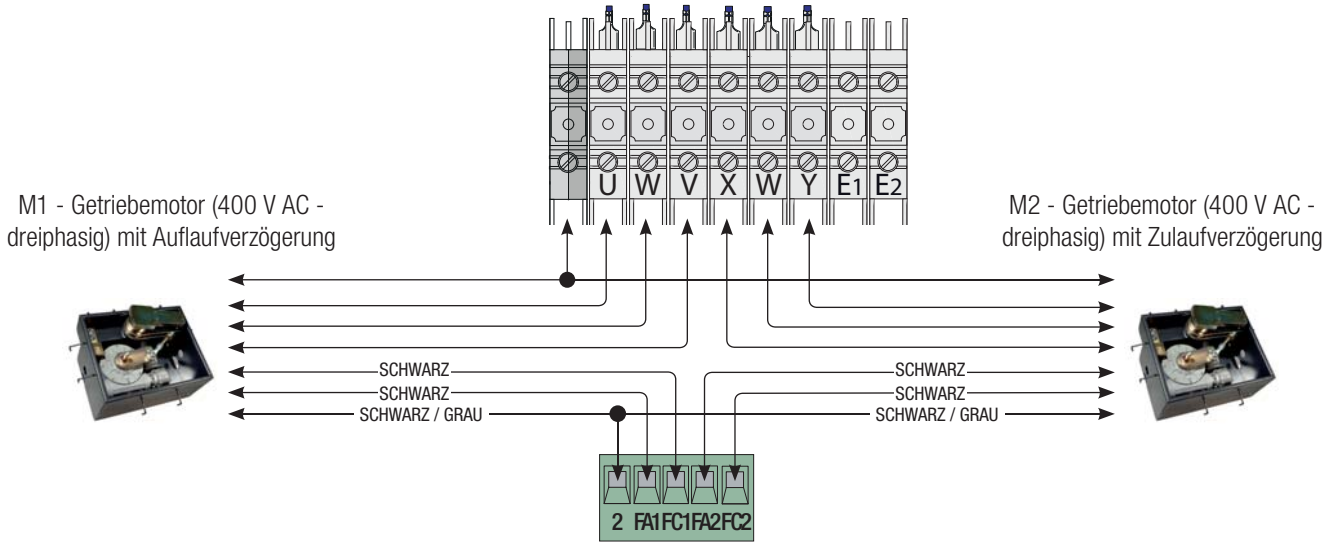 U W V X W Y E1 E2
M1 - Getriebemotor (400 V AC -
dreiphasig) mit Auflaufverzögerung
M2 - Getriebemotor (400 V AC -
dreiphasig) mit Zulaufverzögerung
SCHWARZ
SCHWARZ
SCHWARZ / GRAU
SCHWARZ
SCHWARZ
SCHWARZ / GRAU
2 FA1 FC1 FA2 FC2